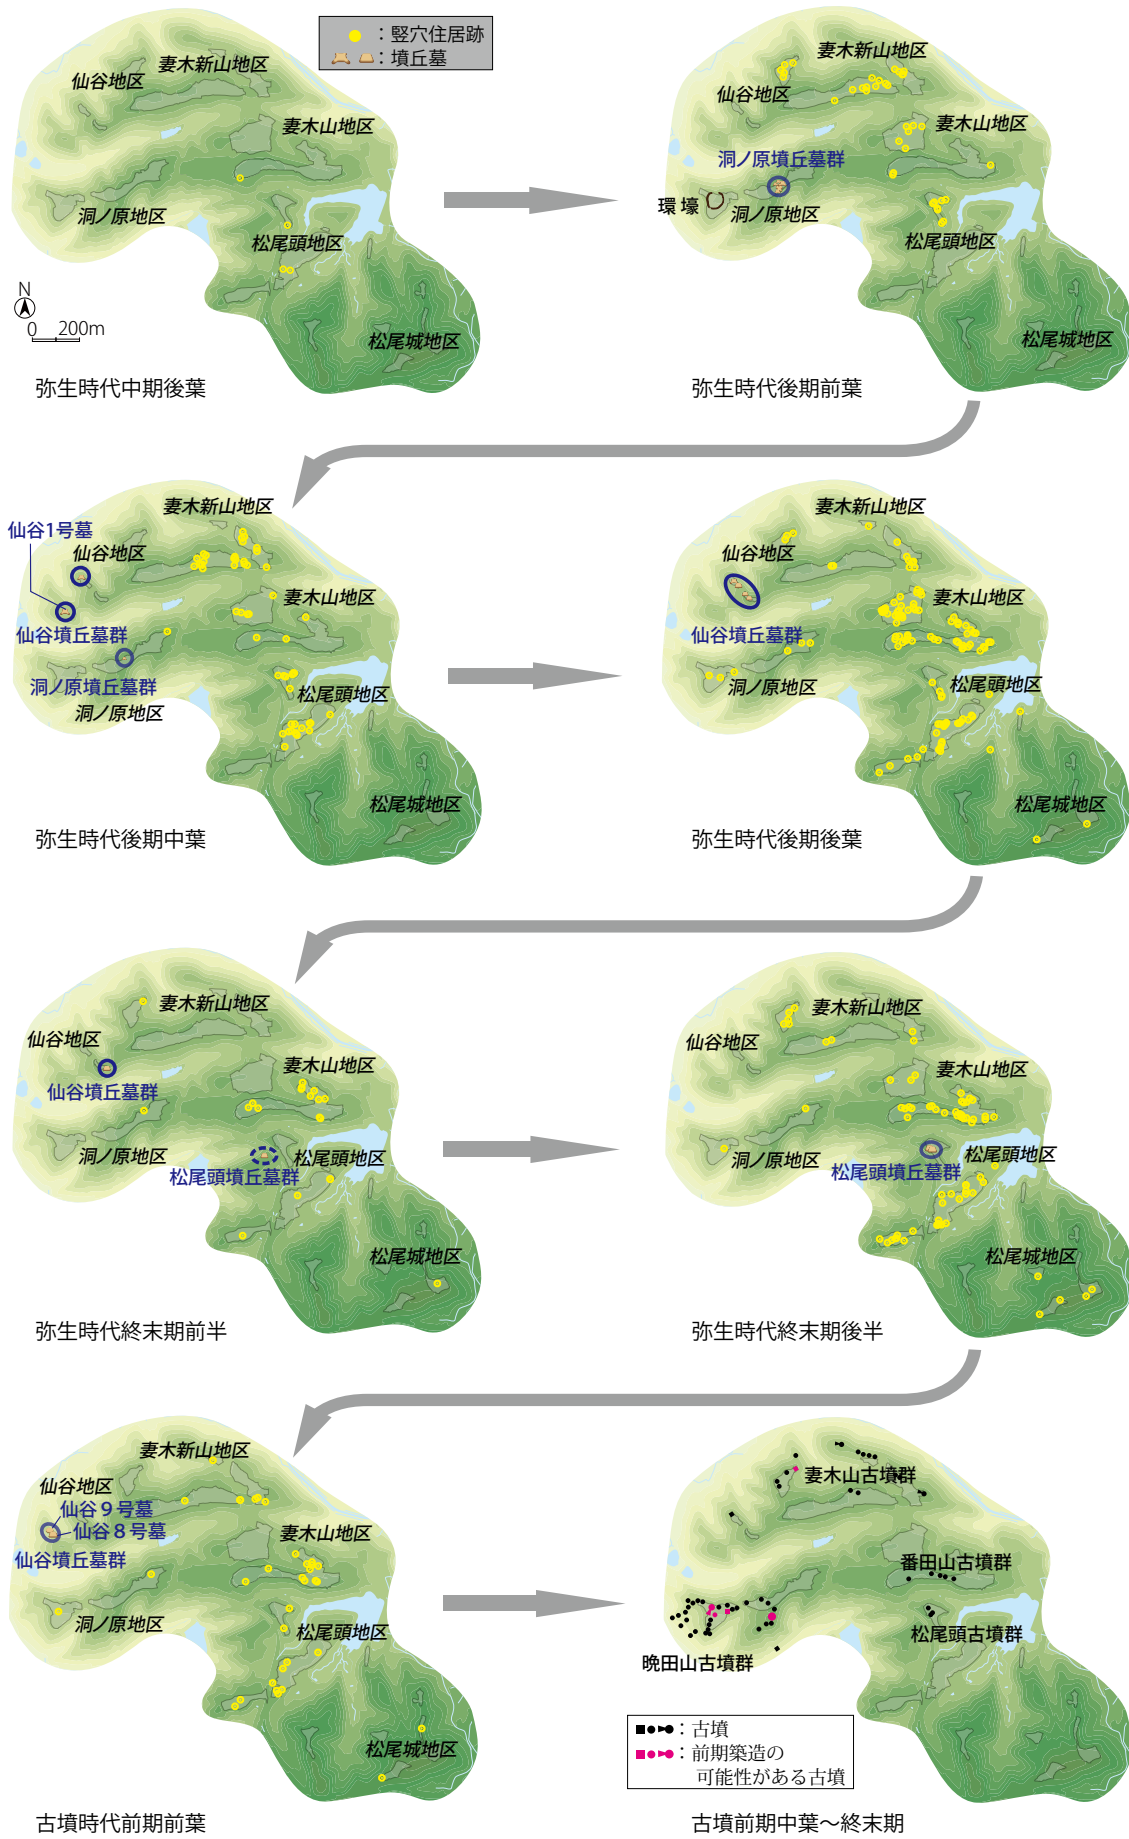 ：竪穴住居跡
：墳丘墓
妻木新山地区
仙谷地区
妻木山地区
洞ノ原地区
松尾頭地区
松尾城地区
N
0 200m
弥生時代中期後葉
妻木新山地区
仙谷地区
妻木山地区
洞ノ原墳丘墓群
環壕
洞ノ原地区
松尾頭地区
松尾城地区
弥生時代後期前葉
妻木新山地区
仙谷1号墓
仙谷地区
妻木山地区
仙谷墳丘墓群
洞ノ原墳丘墓群
洞ノ原地区
松尾頭地区
松尾城地区
弥生時代後期中葉
妻木新山地区
仙谷地区
妻木山地区
仙谷墳丘墓群
洞ノ原地区
松尾頭地区
松尾城地区
弥生時代後期後葉
妻木新山地区
仙谷地区
妻木山地区
仙谷墳丘墓群
洞ノ原地区
松尾頭地区
松尾頭墳丘墓群
松尾城地区
弥生時代終末期前半
妻木新山地区
仙谷地区
妻木山地区
洞ノ原地区
松尾頭地区
松尾頭墳丘墓群
松尾城地区
弥生時代終末期後半
妻木新山地区
仙谷地区
仙谷９号墓
仙谷８号墓
妻木山地区
仙谷墳丘墓群
洞ノ原地区
松尾頭地区
松尾城地区
古墳時代前期前葉
妻木山古墳群
番田山古墳群
松尾頭古墳群
晩田山古墳群
：古墳
：前期築造の
可能性がある古墳
古墳前期中葉～終末期